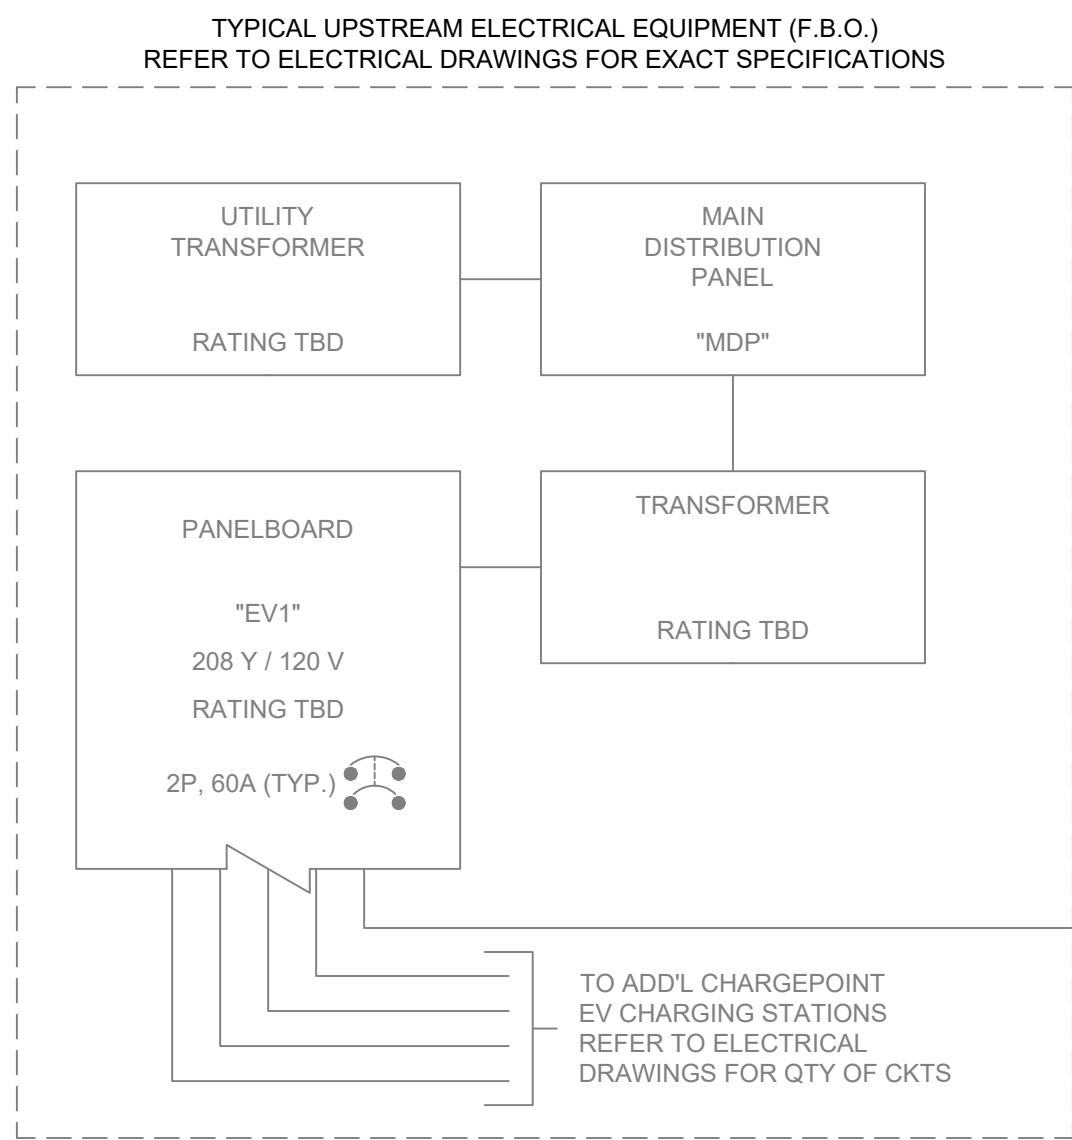 TYPICAL UPSTREAM ELECTRICAL EQUIPMENT (F.B.O.)
REFER TO ELECTRICAL DRAWINGS FOR EXACT SPECIFICATIONS
UTILITY
TRANSFORMER
RATING TBD
MAIN
DISTRIBUTION
PANEL
"MDP"
PANELBOARD
"EV1"
208 Y / 120 V
RATING TBD
2P, 60A (TYP.)
TRANSFORMER
RATING TBD
TO ADD'L CHARGEPOINT
EV CHARGING STATIONS
REFER TO ELECTRICAL
DRAWINGS FOR QTY OF CKTS